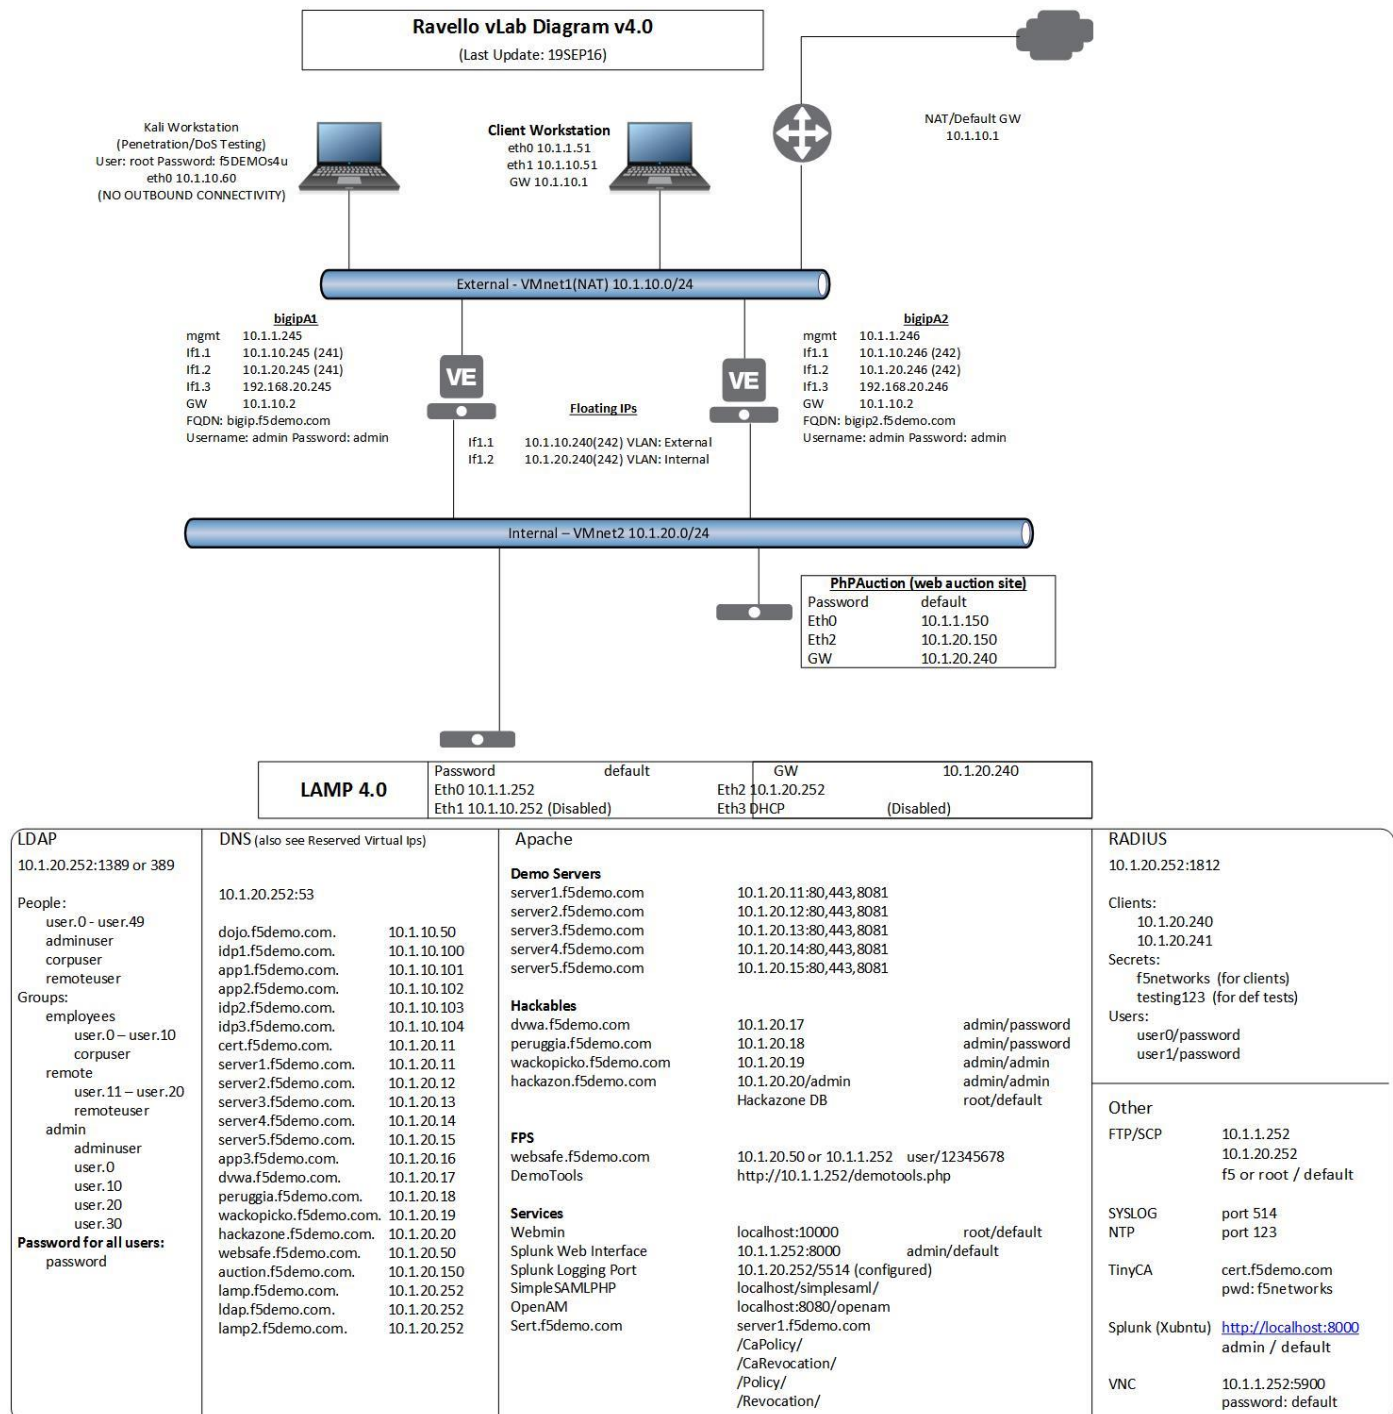 Ravello vLab Diagram v4.0
(Last Update: 19SEP16)
NAT/Default GW
10.1.10.1
Kali Workstation
(Penetration/DoS Testing)
User: root Password: f5DEMOs4u
eth0 10.1.10.60
(NO OUTBOUND CONNECTIVITY)
Client Workstation
eth0 10.1.1.51
eth1 10.1.10.51
GW 10.1.10.1
External - VMnet1(NAT) 10.1.10.0/24
bigipA1
mgmt 10.1.1.245
If1.1 10.1.10.245 (241)
If1.2 10.1.20.245 (241)
If1.3 192.168.20.245
GW 10.1.10.2
FQDN: bigip.f5demo.com
Username: admin Password: admin
VE
VE
Floating IPs
If1.1 10.1.10.240(242) VLAN: External
If1.2 10.1.20.240(242) VLAN: Internal
bigipA2
mgmt 10.1.1.246
If1.1 10.1.10.246 (242)
If1.2 10.1.20.246 (242)
If1.3 192.168.20.246
GW 10.1.10.2
FQDN: bigip2.f5demo.com
Username: admin Password: admin
Internal – VMnet2 10.1.20.0/24
PhPAuction (web auction site)
Password default
Eth0 10.1.1.150
Eth2 10.1.20.150
GW 10.1.20.240
LAMP 4.0
Password default GW 10.1.20.240
Eth0 10.1.1.252 Eth2 10.1.20.252
Eth1 10.1.10.252 (Disabled) Eth3 DHCP (Disabled)
LDAP
10.1.20.252:1389 or 389
People:
user.0 - user.49
adminuser
corpuser
remoteuser
Groups:
employees
user.0 – user.10
corpuser
remote
user.11 – user.20
remoteuser
admin
adminuser
user.0
user.10
user.20
user.30
Password for all users:
password
DNS (also see Reserved Virtual Ips)
10.1.20.252:53
dojo.f5demo.com. 10.1.10.50
idp1.f5demo.com. 10.1.10.100
app1.f5demo.com. 10.1.10.101
app2.f5demo.com. 10.1.10.102
idp2.f5demo.com. 10.1.10.103
idp3.f5demo.com. 10.1.10.104
cert.f5demo.com. 10.1.20.11
server1.f5demo.com. 10.1.20.11
server2.f5demo.com. 10.1.20.12
server3.f5demo.com. 10.1.20.13
server4.f5demo.com. 10.1.20.14
server5.f5demo.com. 10.1.20.15
app3.f5demo.com. 10.1.20.16
dvwa.f5demo.com. 10.1.20.17
peruggia.f5demo.com. 10.1.20.18
wackopicko.f5demo.com. 10.1.20.19
hackazone.f5demo.com. 10.1.20.20
websafe.f5demo.com. 10.1.20.50
auction.f5demo.com. 10.1.20.150
lamp.f5demo.com. 10.1.20.252
ldap.f5demo.com. 10.1.20.252
lamp2.f5demo.com. 10.1.20.252
Apache
Demo Servers
server1.f5demo.com 10.1.20.11:80,443,8081
server2.f5demo.com 10.1.20.12:80,443,8081
server3.f5demo.com 10.1.20.13:80,443,8081
server4.f5demo.com 10.1.20.14:80,443,8081
server5.f5demo.com 10.1.20.15:80,443,8081
Hackables
dvwa.f5demo.com 10.1.20.17 admin/password
peruggia.f5demo.com 10.1.20.18 admin/password
wackopicko.f5demo.com 10.1.20.19 admin/admin
hackazon.f5demo.com 10.1.20.20/admin admin/admin
Hackazone DB root/default
FPS
websafe.f5demo.com 10.1.20.50 or 10.1.1.252 user/12345678
DemoTools http://10.1.1.252/demotools.php
Services
Webmin localhost:10000 root/default
Splunk Web Interface 10.1.1.252:8000 admin/default
Splunk Logging Port 10.1.20.252/5514 (configured)
SimpleSAMLPHP localhost/simplesaml/
OpenAM localhost:8080/openam
Sert.f5demo.com server1.f5demo.com
/CaPolicy/
/CaRevocation/
/Policy/
/Revocation/
RADIUS
10.1.20.252:1812
Clients:
10.1.20.240
10.1.20.241
Secrets:
f5networks (for clients)
testing123 (for def tests)
Users:
user0/password
user1/password
Other
FTP/SCP 10.1.1.252
10.1.20.252
f5 or root / default
SYSLOG port 514
NTP port 123
TinyCA cert.f5demo.com
pwd: f5networks
Splunk (Xubntu) http://localhost:8000
admin / default
VNC 10.1.1.252:5900
password: default